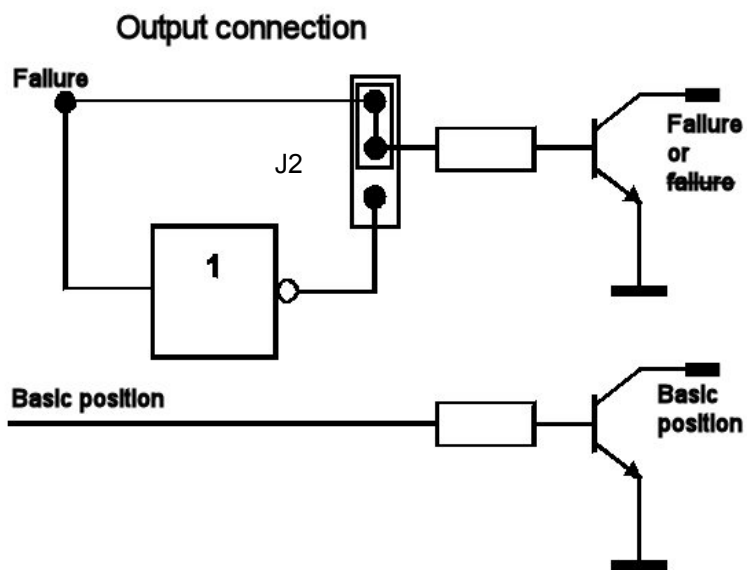 Output connection
Failure
J2
Failure
or
failure
1
Basic position
Basic
position